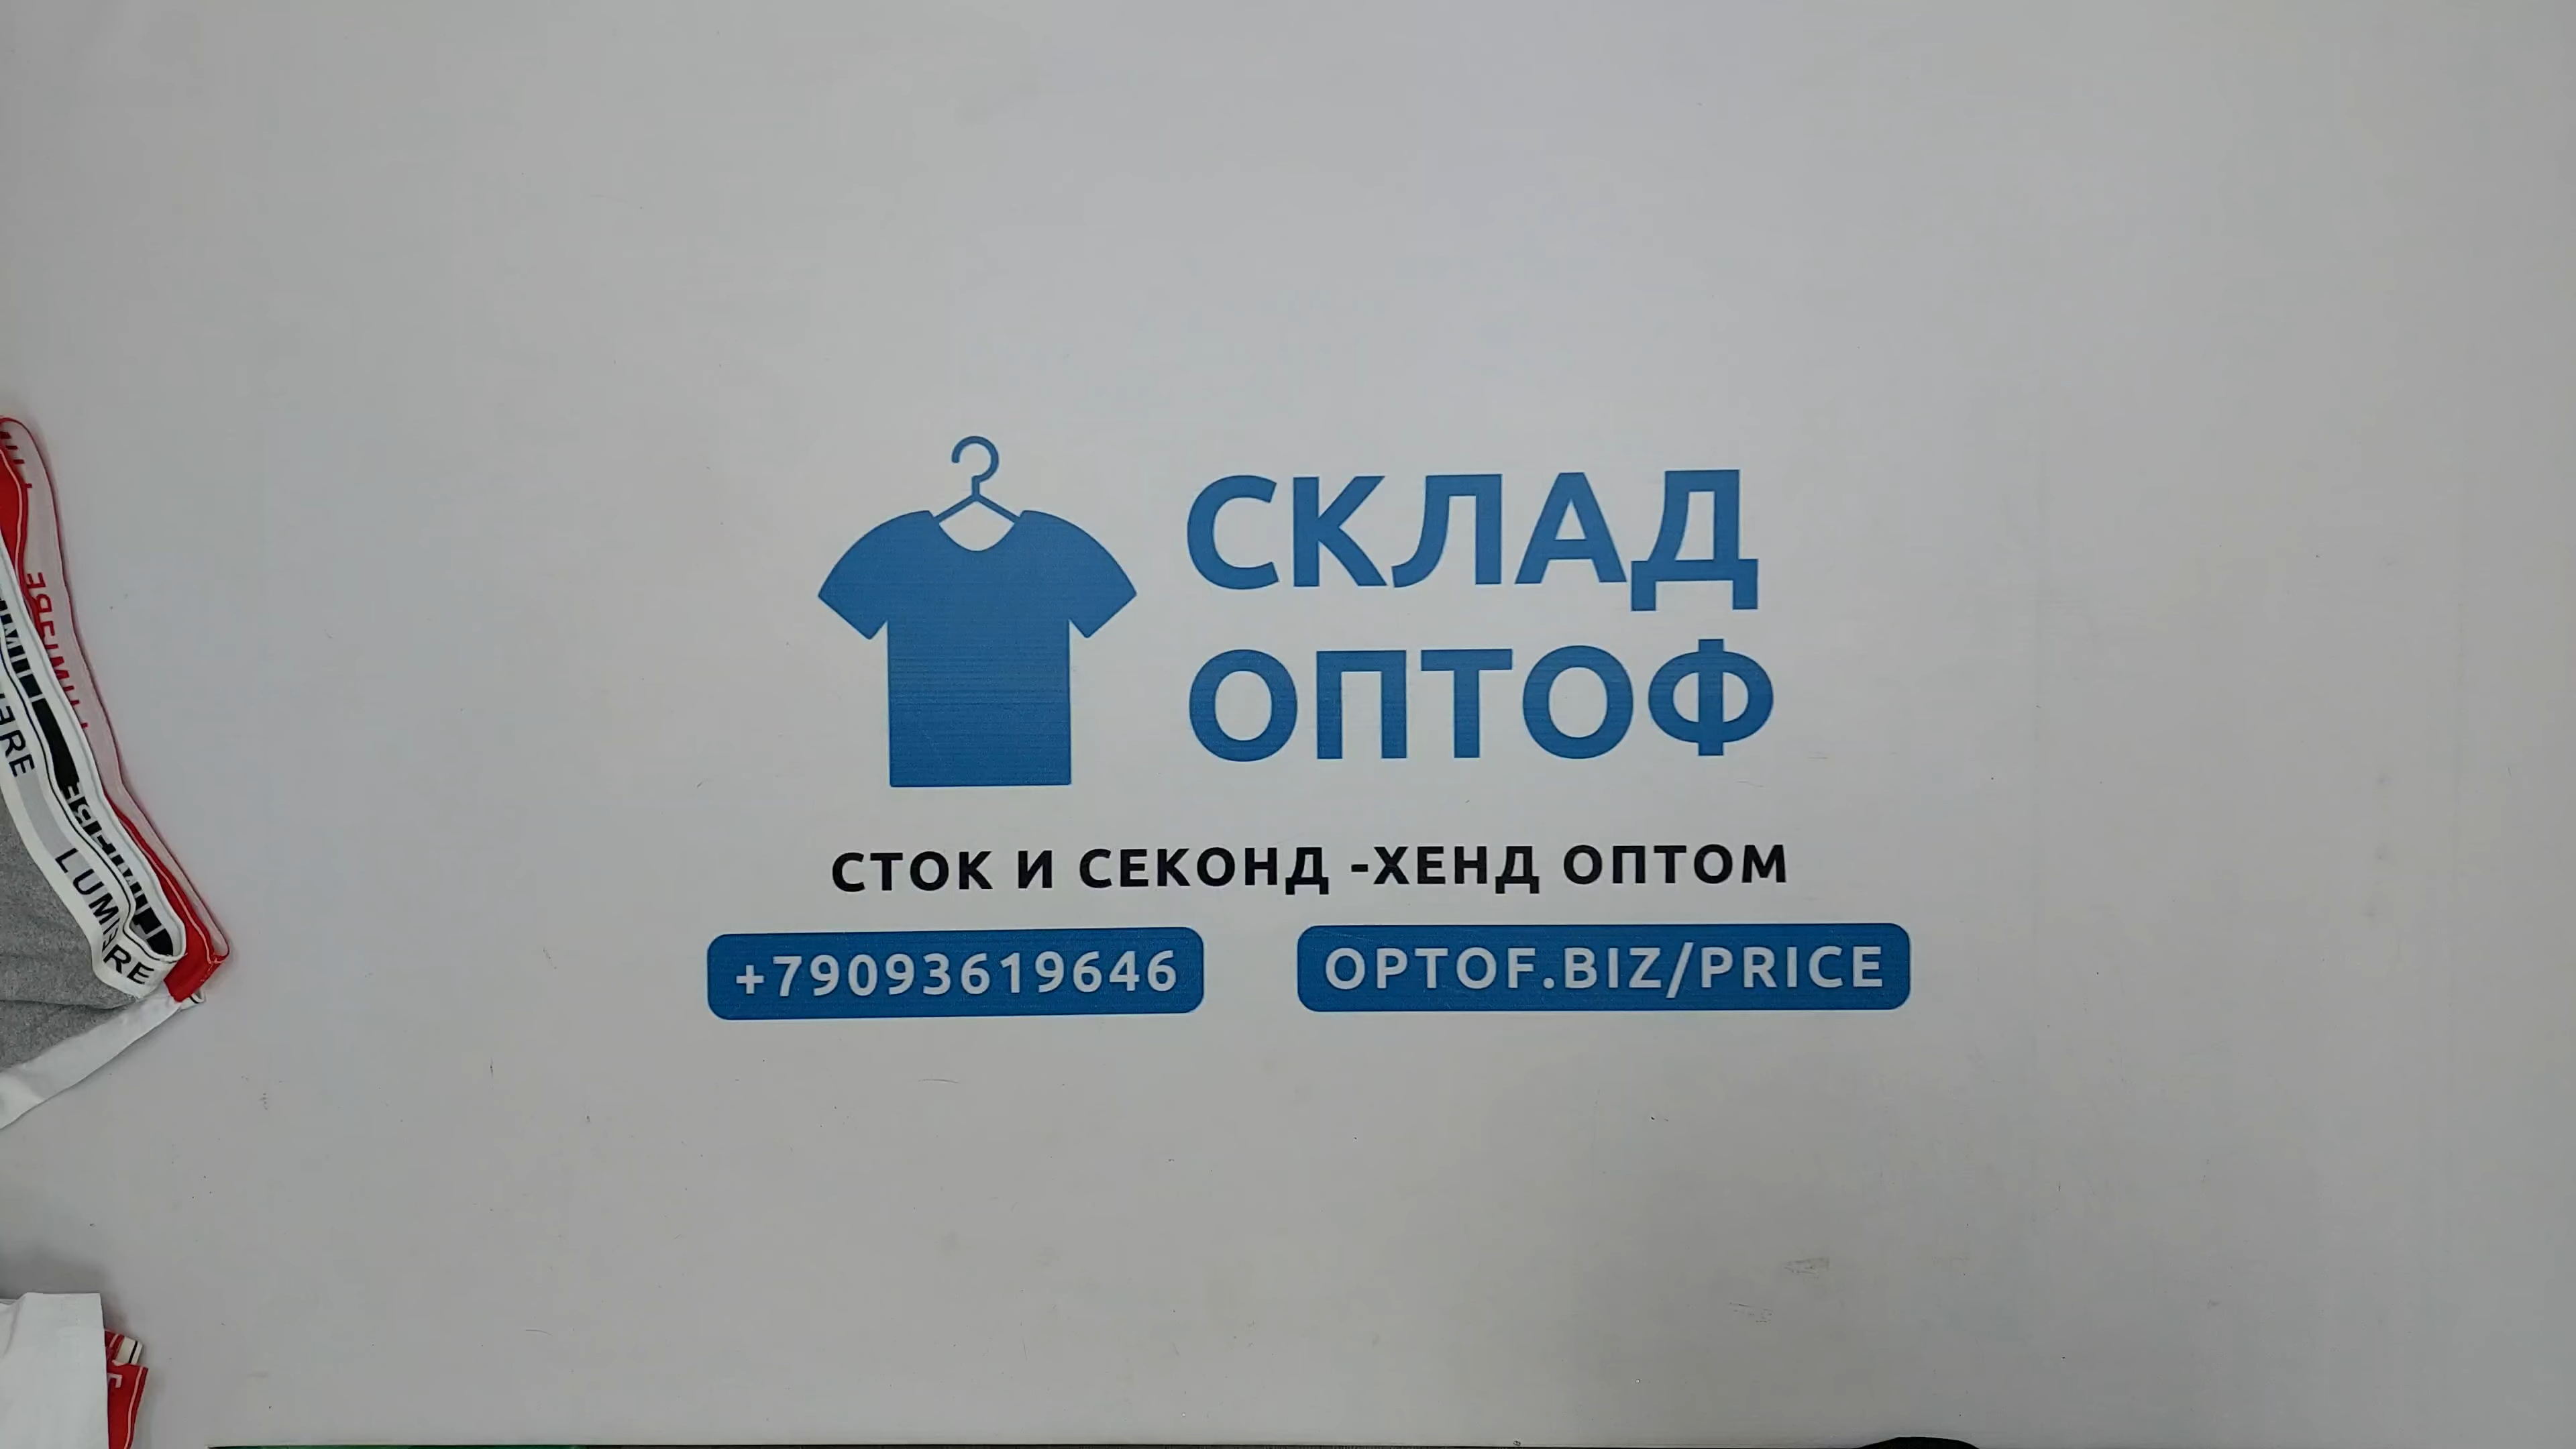 СКЛАД
ОПТОФ
СТОК И СЕКОНД -ХЕНД ОПТОМ
+79093619646
OPTOF.BIZ/PRICE
LUMIERE